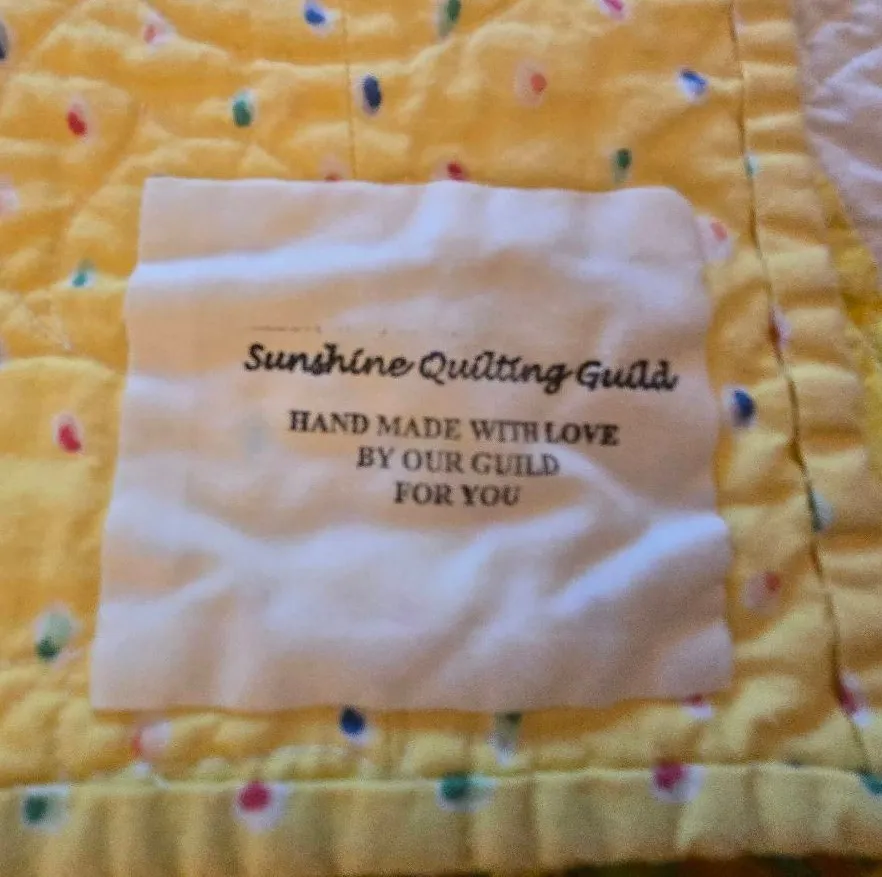 Sunshine Quilting Guild
HAND MADE WITH LOVE
BY OUR GUILD
FOR YOU